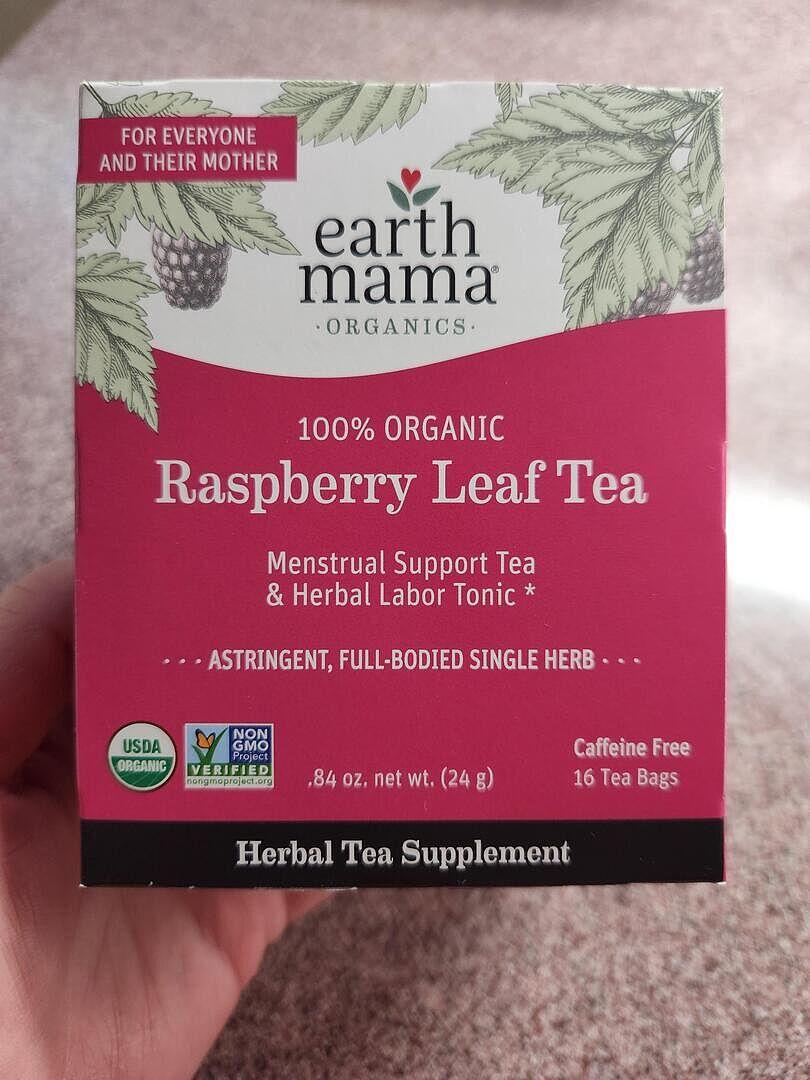 FOR EVERYONE
AND THEIR MOTHER
earth
mama®
·ORGANICS·
100% ORGANIC
Raspberry Leaf Tea
Menstrual Support Tea
& Herbal Labor Tonic *
··· ASTRINGENT, FULL-BODIED SINGLE HERB ···
USDA
ORGANIC
NON
GMO
Project
VERIFIED
nongmoproject.org
.84 oz. net wt. (24 g)
Caffeine Free
16 Tea Bags
Herbal Tea Supplement